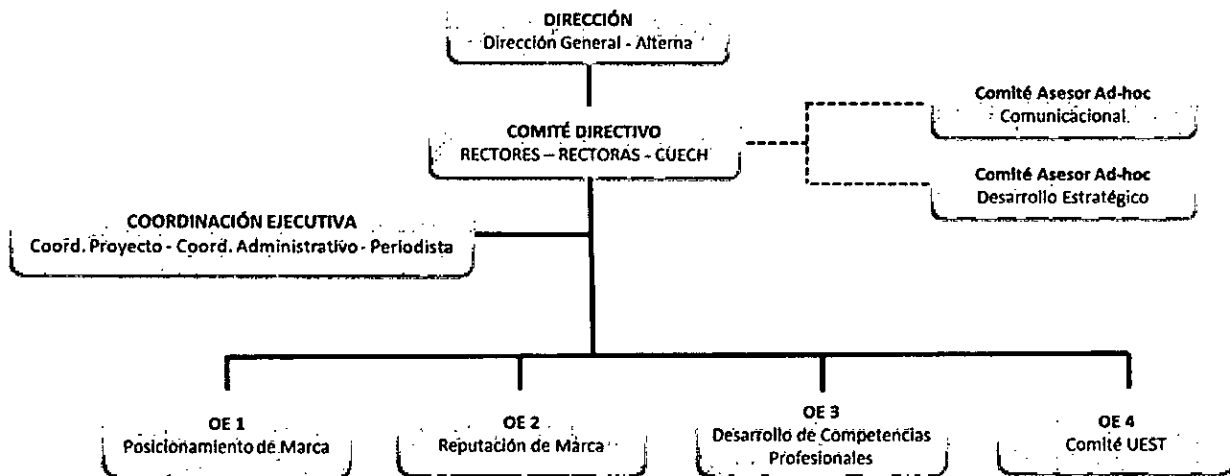 DIRECCIÓN
Dirección General - Alterna
COMITÉ DIRECTIVO
RECTORES – RECTORAS - CUECH
Comité Asesor Ad-hoc
Comunicacional
Comité Asesor Ad-hoc
Desarrollo Estratégico
COORDINACIÓN EJECUTIVA
Coord. Proyecto - Coord. Administrativo - Periodista
OE 1
Posicionamiento de Marca
OE 2
Reputación de Marca
OE 3
Desarrollo de Competencias
Profesionales
OE 4
Comité UEST